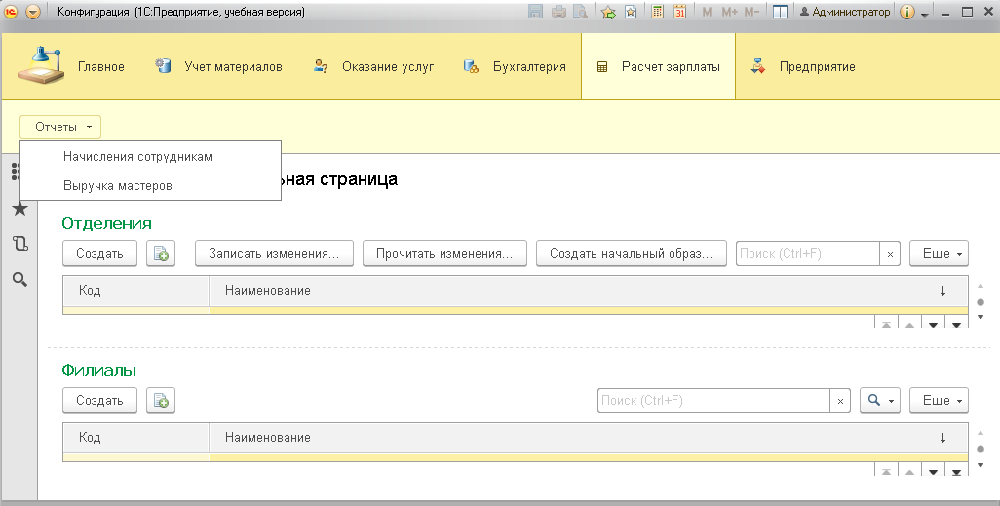 Конфигурация (1С:Предприятие, учебная версия) M M+ M- Администратор
Главное Учет материалов Оказание услуг Бухгалтерия Расчет зарплаты Предприятие
Отчеты
Начисления сотрудникам
Выручка мастеров
ьная страница
Отделения
Создать Записать изменения... Прочитать изменения... Создать начальный образ... Поиск (Ctrl+F) × Еще
Код Наименование ↓
Филиалы
Создать Поиск (Ctrl+F) × Еще
Код Наименование ↓